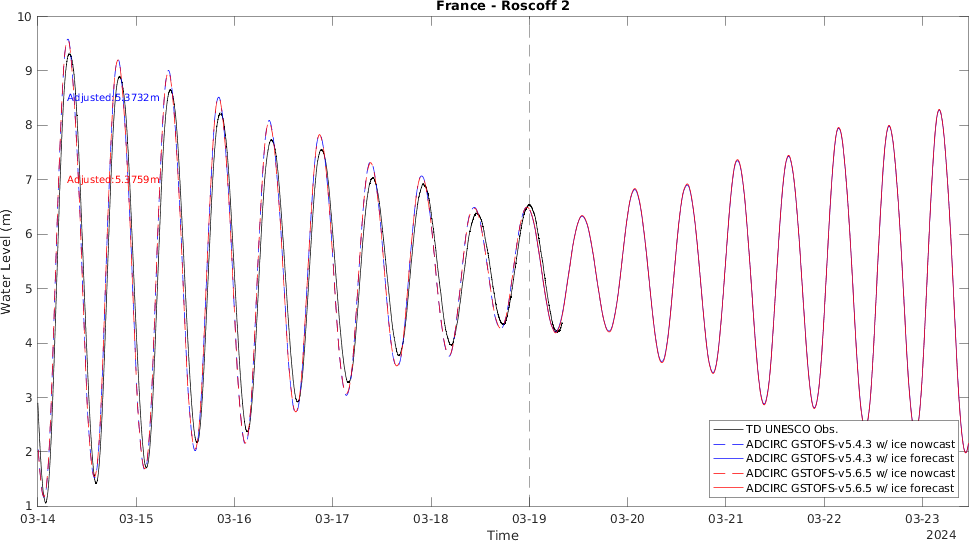 France - Roscoff 2
Water Level (m)
10
9
8
7
6
5
4
3
2
1
Adjusted:5.3732m
Adjusted:5.3759m
TD UNESCO Obs.
ADCIRC GSTOFS-v5.4.3 w/ ice nowcast
ADCIRC GSTOFS-v5.4.3 w/ ice forecast
ADCIRC GSTOFS-v5.6.5 w/ ice nowcast
ADCIRC GSTOFS-v5.6.5 w/ ice forecast
03-14 03-15 03-16 03-17 03-18 03-19 03-20 03-21 03-22 03-23
Time
2024